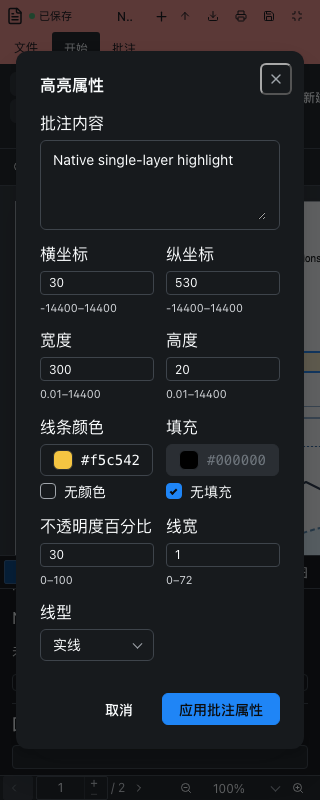 已保存
N..
文件
开始
批注
高亮属性
批注内容
Native single-layer highlight
横坐标
纵坐标
30
530
-14400–14400
-14400–14400
宽度
高度
300
20
0.01–14400
0.01–14400
线条颜色
填充
#f5c542
#000000
无颜色
无填充
不透明度百分比
线宽
30
1
0–100
0–72
线型
实线
取消
应用批注属性
1
/ 2
100%